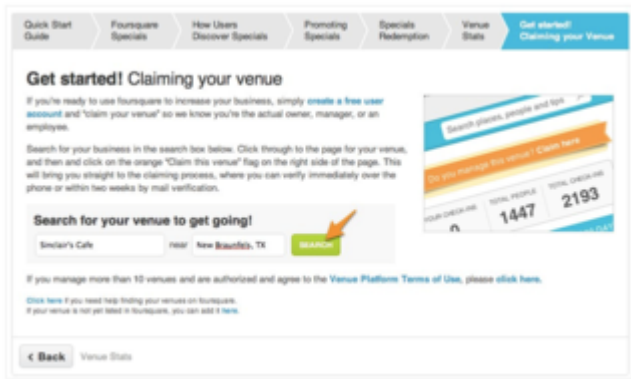 Quick Start Guide
Foursquare Specials
How Users Discover Specials
Promoting Specials
Specials Redemption
Venue Stats
Get started! Claiming your Venue
Get started! Claiming your venue
If you're ready to use foursquare to increase your business, simply create a free user
account and "claim your venue" so we know you're the actual owner, manager, or an
employee.
Search for your business in the search box below. Click through to the page for your venue,
and then and click on the orange "Claim this venue" flag on the right side of the page. This
will bring you straight to the claiming process, where you can verify immediately over the
phone or within two weeks by mail verification.
Search places, people and tips
Do you manage this venue? Claim here
YOUR CHECK-INS
TOTAL PEOPLE
TOTAL CHECK-INS
0
1447
2193
Search for your venue to get going!
Sinclair's Cafe near New Braunfels, TX SEARCH
If you manage more than 10 venues and are authorized and agree to the Venue Platform Terms of Use, please click here.
Click here if you need help finding your venues on foursquare.
If your venue is not yet listed in foursquare, you can add it here.
< Back Venue Stats